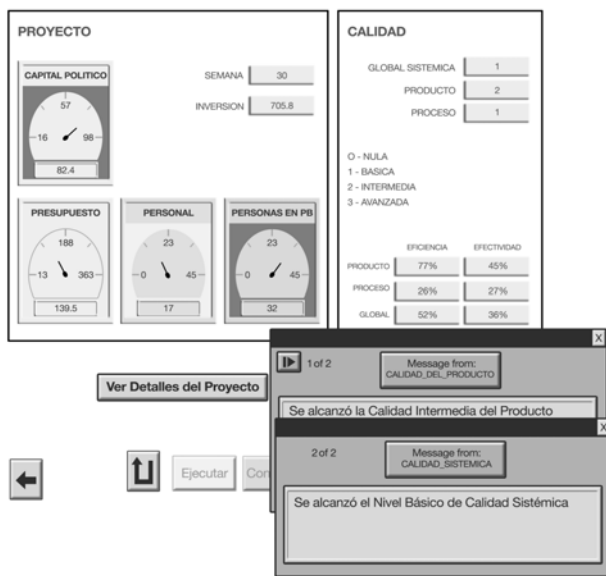 PROYECTO
CAPITAL POLITICO
57
16
98
82.4
SEMANA 30
INVERSION 705.8
PRESUPUESTO
188
13
363
139.5
PERSONAL
23
0
45
17
PERSONAS EN PB
23
0
45
32
CALIDAD
GLOBAL SISTEMICA 1
PRODUCTO 2
PROCESO 1
O - NULA
1 - BASICA
2 - INTERMEDIA
3 - AVANZADA
EFICIENCIA EFECTIVIDAD
PRODUCTO 77% 45%
PROCESO 26% 27%
GLOBAL 52% 36%
X
1 of 2
Message from:
CALIDAD_DEL_PRODUCTO
Se alcanzó la Calidad Intermedia del Producto
X
2 of 2
Message from:
CALIDAD_SISTEMICA
Se alcanzó el Nivel Básico de Calidad Sistémica
Ver Detalles del Proyecto
Ejecutar
Con